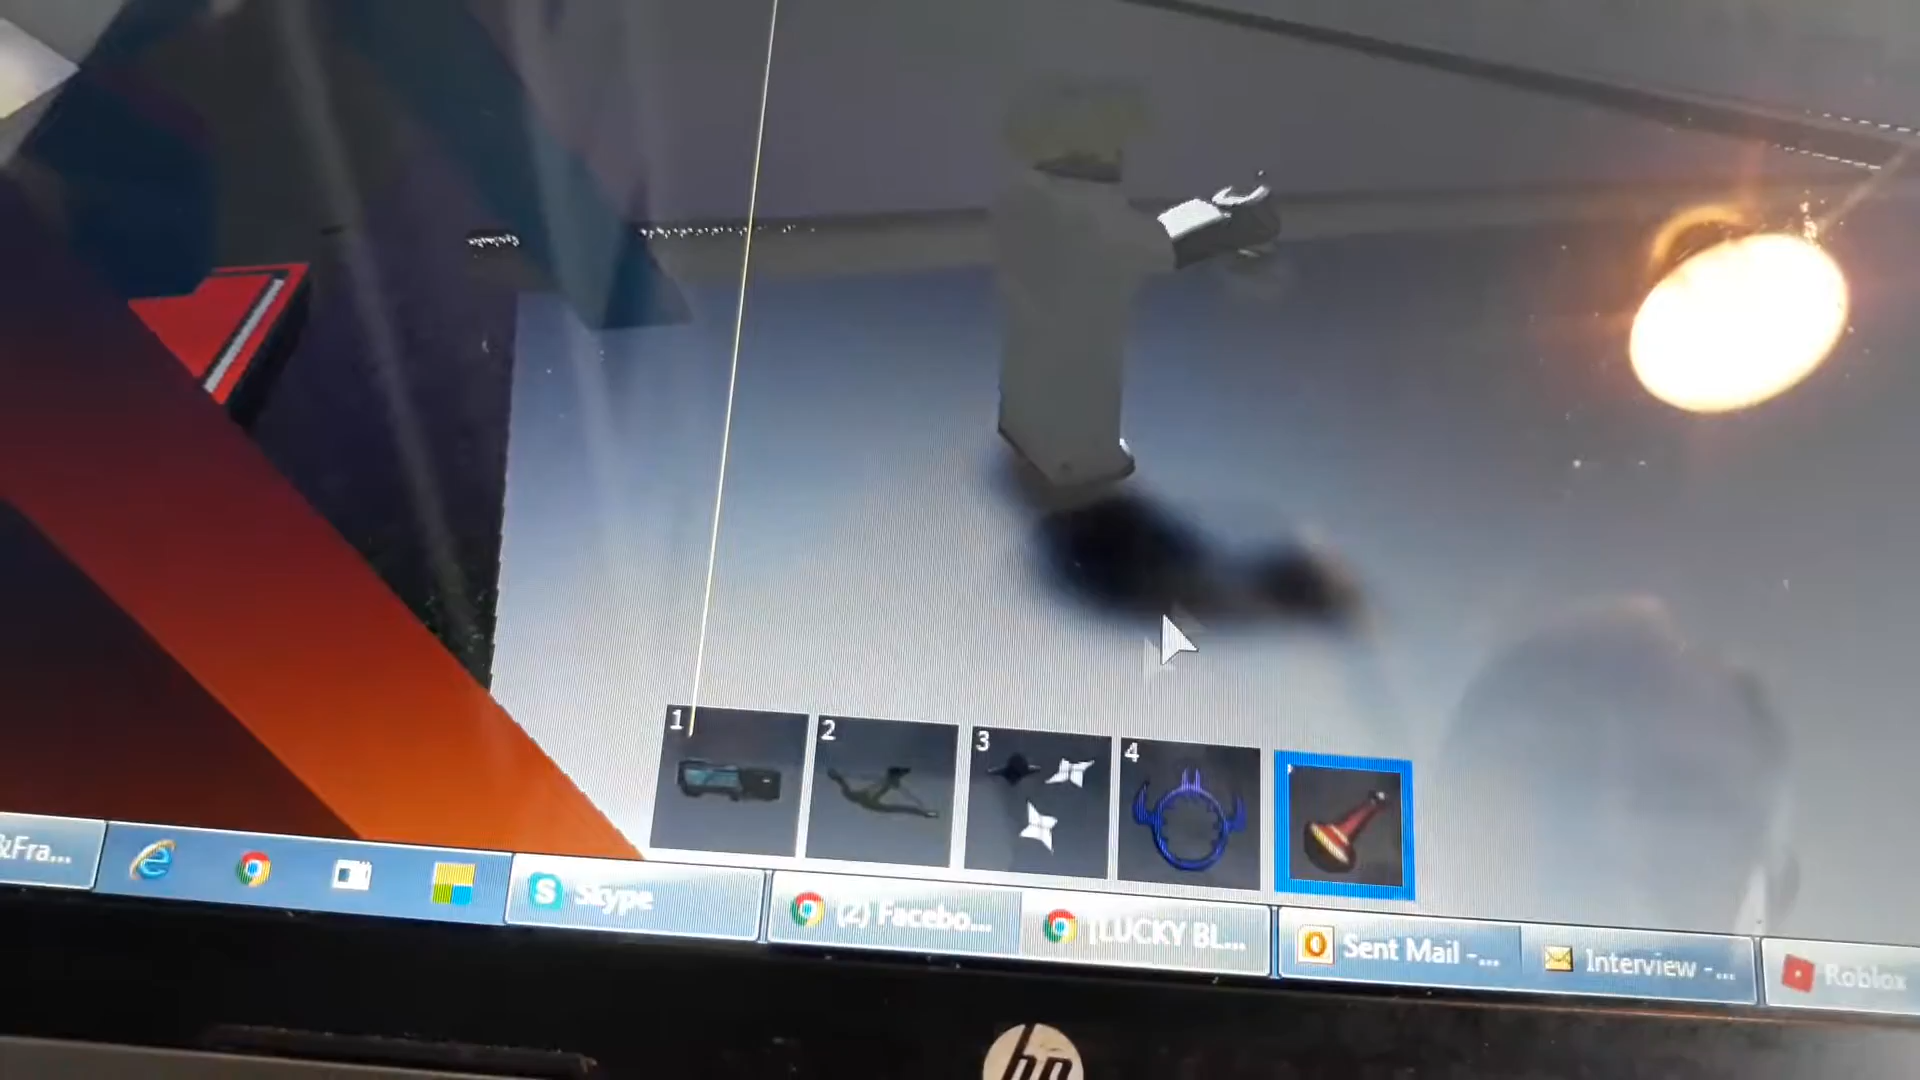 1
2
3
4
&Fra...
Skype
(2) Facebo...
[LUCKY BL...
Sent Mail -...
Interview -...
Roblox
hp